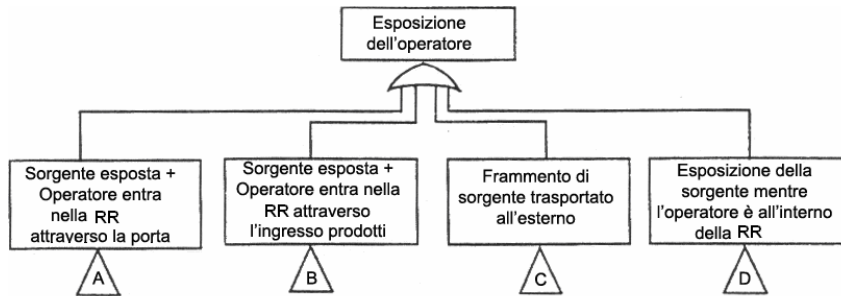 Esposizione
dell'operatore
Sorgente esposta +
Operatore entra
nella RR
attraverso la porta
A
Sorgente esposta +
Operatore entra nella
RR attraverso
l'ingresso prodotti
B
Frammento di
sorgente trasportato
all'esterno
C
Esposizione della
sorgente mentre
l'operatore è all'interno
della RR
D